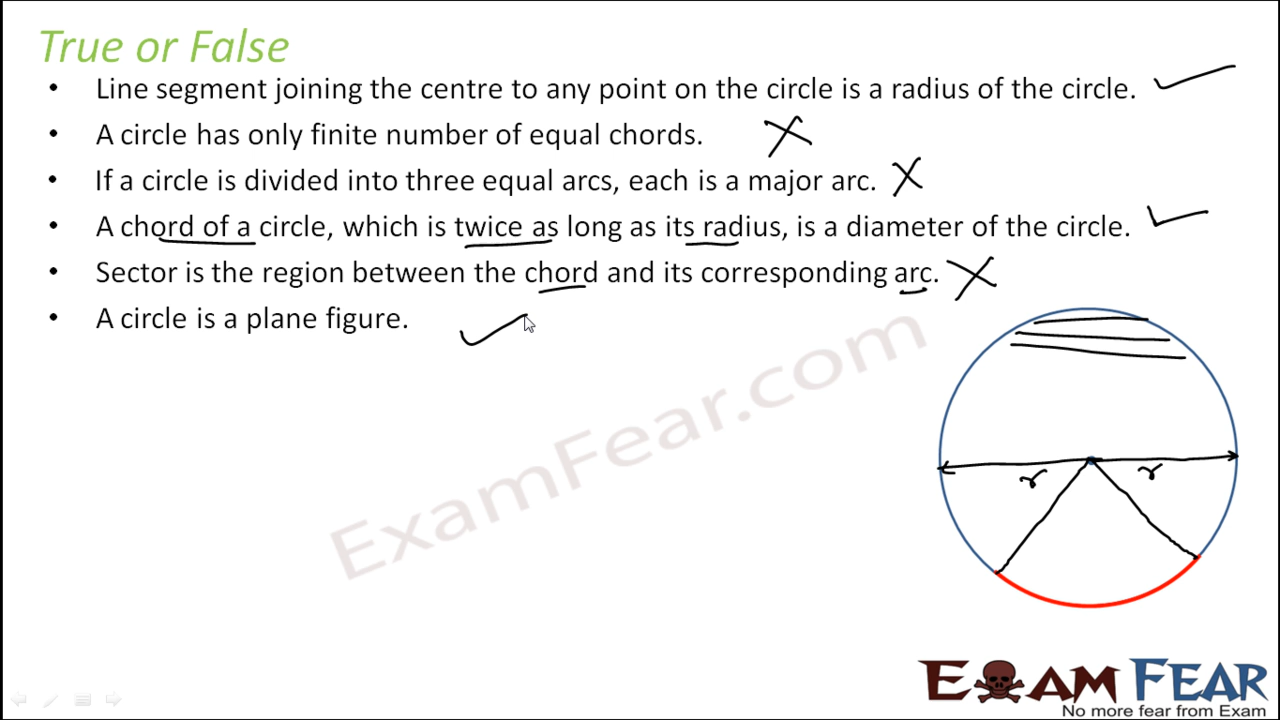 True or False
• Line segment joining the centre to any point on the circle is a radius of the circle.
• A circle has only finite number of equal chords.
• If a circle is divided into three equal arcs, each is a major arc.
• A chord of a circle, which is twice as long as its radius, is a diameter of the circle.
• Sector is the region between the chord and its corresponding arc.
• A circle is a plane figure.
ExamFear.com
r r
EXAM FEAR
No more fear from Exam